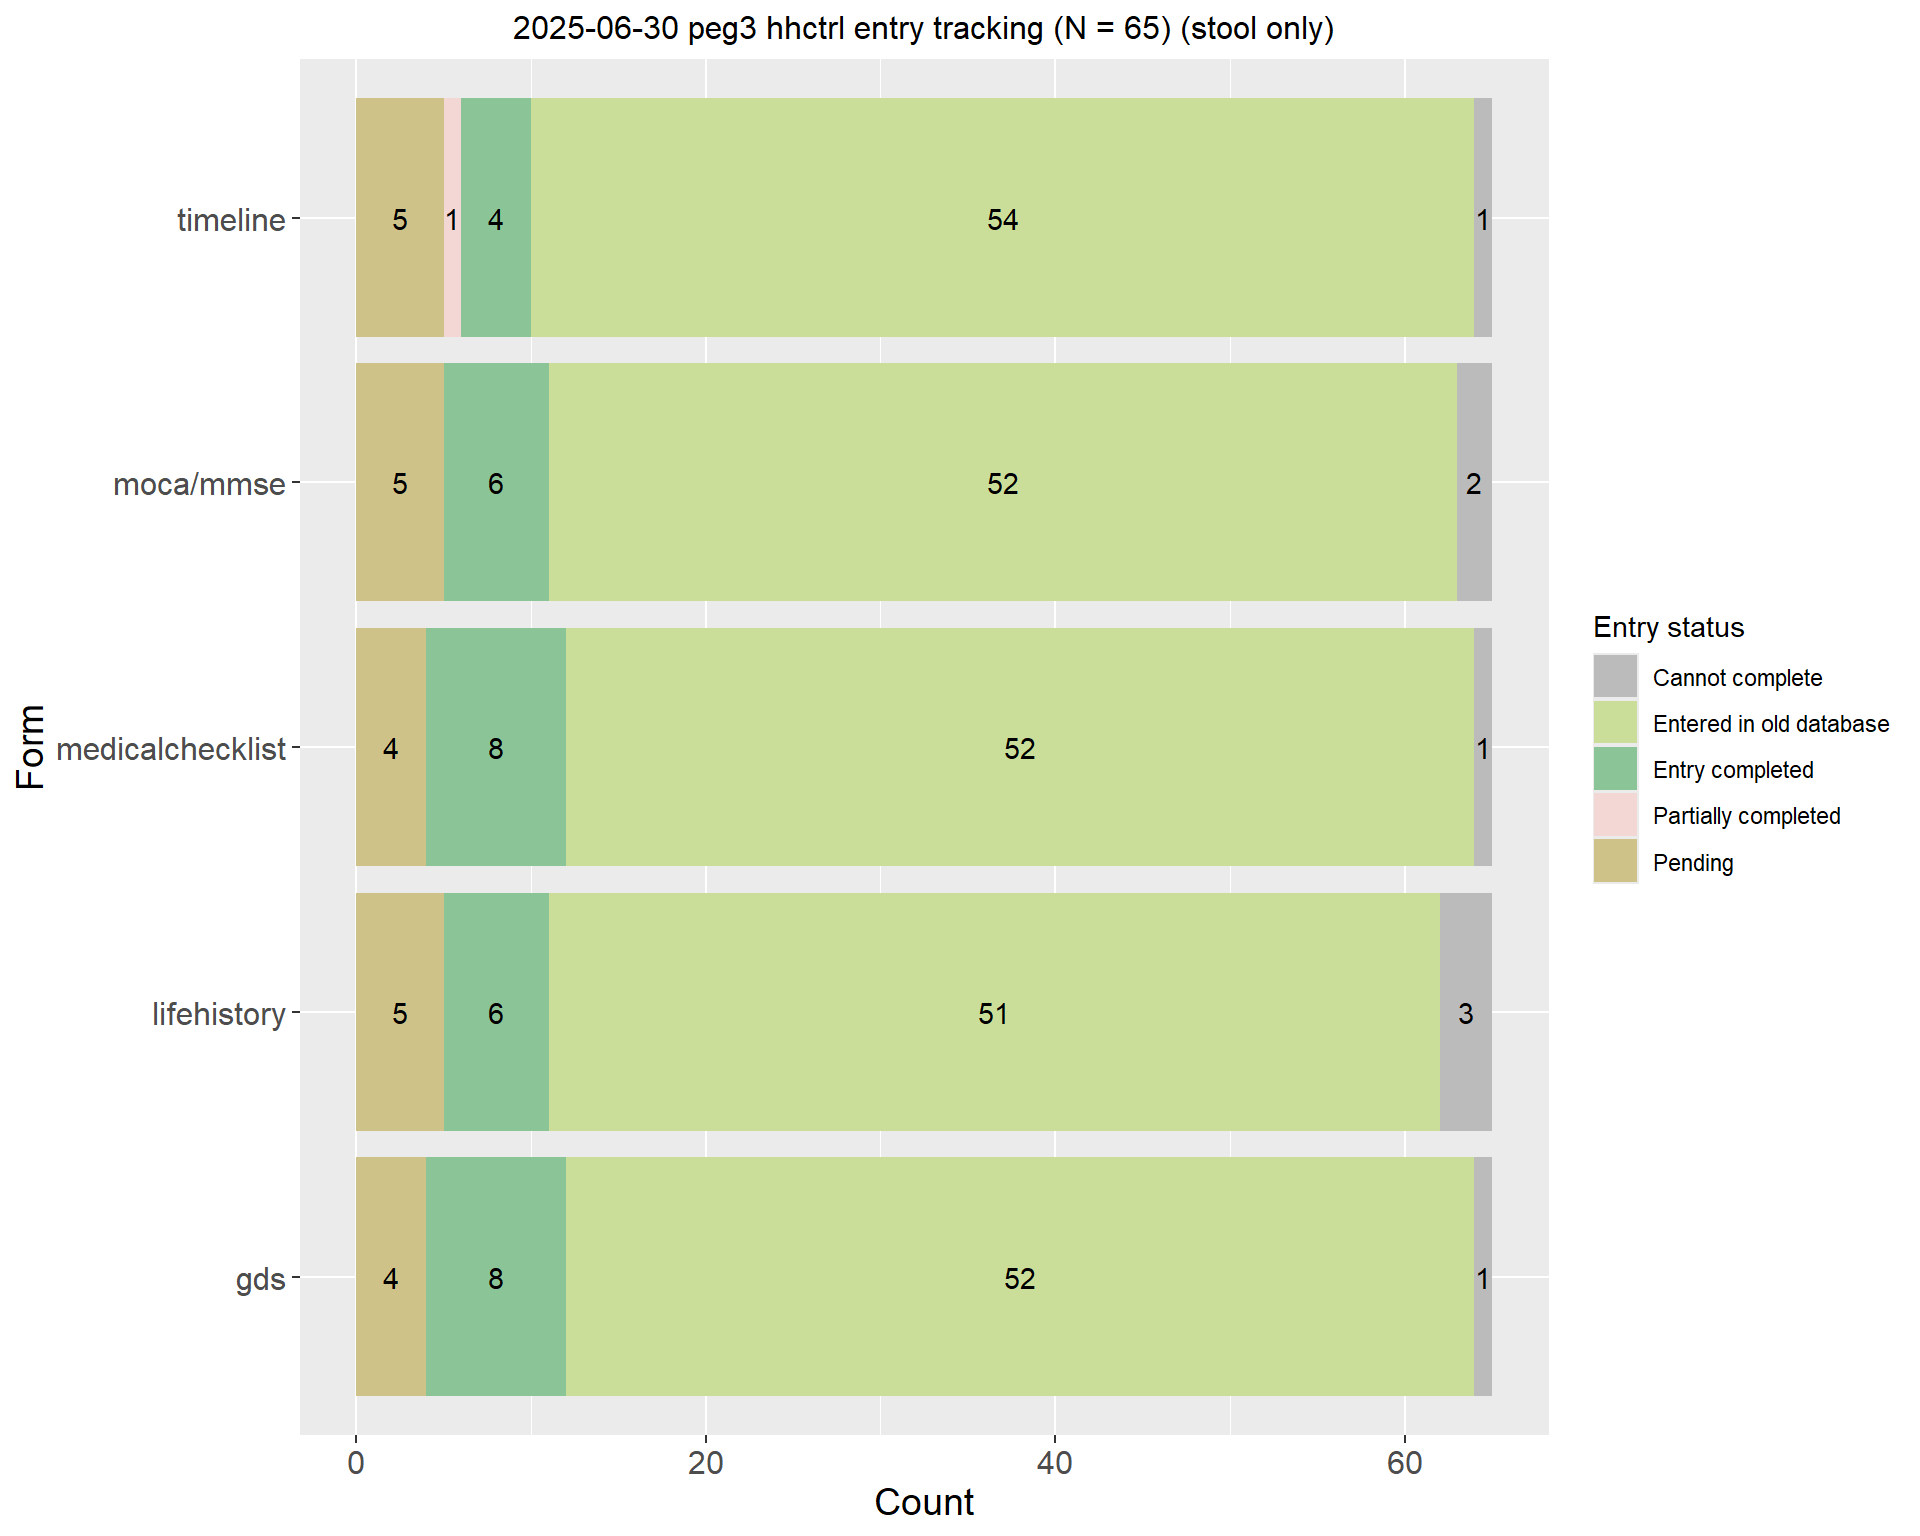 2025-06-30 peg3 hhctrl entry tracking (N = 65) (stool only)
timeline
5 1 4 54 1
moca/mmse
5 6 52 2
medicalchecklist
4 8 52 1
lifehistory
5 6 51 3
gds
4 8 52 1
Form
0 20 40 60
Count
Entry status
Cannot complete
Entered in old database
Entry completed
Partially completed
Pending